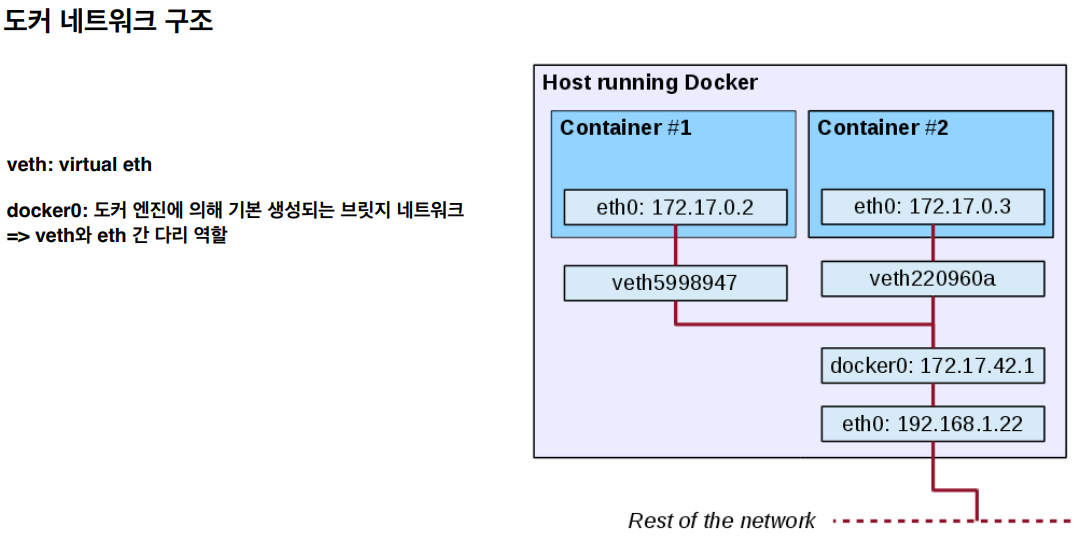 도커 네트워크 구조
veth: virtual eth
docker0: 도커 엔진에 의해 기본 생성되는 브릿지 네트워크
=> veth와 eth 간 다리 역할
Host running Docker
Container #1
eth0: 172.17.0.2
veth5998947
Container #2
eth0: 172.17.0.3
veth220960a
docker0: 172.17.42.1
eth0: 192.168.1.22
Rest of the network